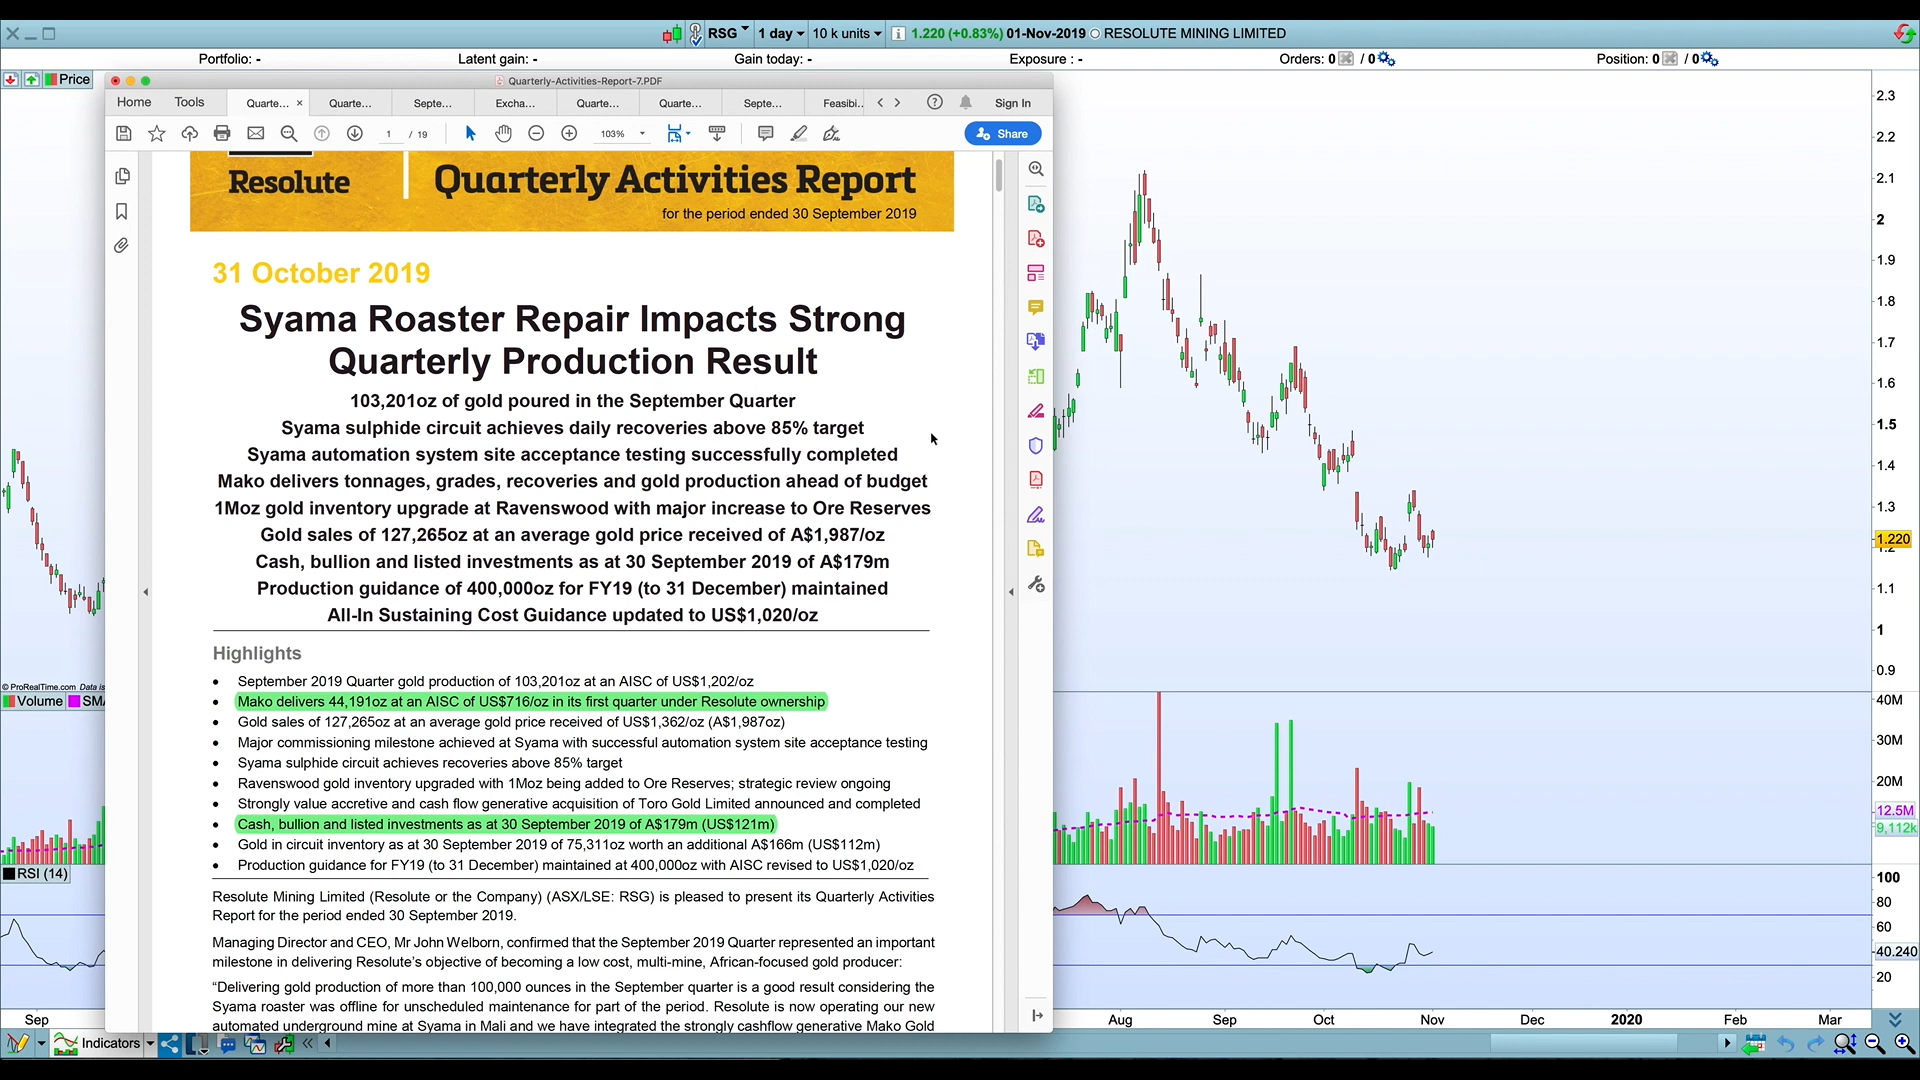 RSG
1 day
10 k units
1.220 (+0.83%) 01-Nov-2019
RESOLUTE MINING LIMITED
Portfolio: -
Latent gain: -
Gain today: -
Exposure : -
Orders: 0
/ 0
Position: 0
/ 0
Price
Quarterly-Activities-Report-7.PDF
Home
Tools
Quarte...
Quarte...
Septe...
Excha...
Quarte...
Quarte...
Septe...
Feasibi..
Sign In
1 / 19
103%
Share
Resolute
Quarterly Activities Report
for the period ended 30 September 2019
31 October 2019
Syama Roaster Repair Impacts Strong
Quarterly Production Result
103,201oz of gold poured in the September Quarter
Syama sulphide circuit achieves daily recoveries above 85% target
Syama automation system site acceptance testing successfully completed
Mako delivers tonnages, grades, recoveries and gold production ahead of budget
1Moz gold inventory upgrade at Ravenswood with major increase to Ore Reserves
Gold sales of 127,265oz at an average gold price received of A$1,987/oz
Cash, bullion and listed investments as at 30 September 2019 of A$179m
Production guidance of 400,000oz for FY19 (to 31 December) maintained
All-In Sustaining Cost Guidance updated to US$1,020/oz
Highlights
• September 2019 Quarter gold production of 103,201oz at an AISC of US$1,202/oz
• Mako delivers 44,191oz at an AISC of US$716/oz in its first quarter under Resolute ownership
• Gold sales of 127,265oz at an average gold price received of US$1,362/oz (A$1,987oz)
• Major commissioning milestone achieved at Syama with successful automation system site acceptance testing
• Syama sulphide circuit achieves recoveries above 85% target
• Ravenswood gold inventory upgraded with 1Moz being added to Ore Reserves; strategic review ongoing
• Strongly value accretive and cash flow generative acquisition of Toro Gold Limited announced and completed
• Cash, bullion and listed investments as at 30 September 2019 of A$179m (US$121m)
• Gold in circuit inventory as at 30 September 2019 of 75,311oz worth an additional A$166m (US$112m)
• Production guidance for FY19 (to 31 December) maintained at 400,000oz with AISC revised to US$1,020/oz
Resolute Mining Limited (Resolute or the Company) (ASX/LSE: RSG) is pleased to present its Quarterly Activities
Report for the period ended 30 September 2019.
Managing Director and CEO, Mr John Welborn, confirmed that the September 2019 Quarter represented an important
milestone in delivering Resolute's objective of becoming a low cost, multi-mine, African-focused gold producer:
"Delivering gold production of more than 100,000 ounces in the September quarter is a good result considering the
Syama roaster was offline for unscheduled maintenance for part of the period. Resolute is now operating our new
automated underground mine at Syama in Mali and we have integrated the strongly cashflow generative Mako Gold
2.3
2.2
2.1
2
1.9
1.8
1.7
1.6
1.5
1.4
1.3
1.220
1.2
1.1
1
0.9
© ProRealTime.com Data is
Volume
SMA
40M
30M
20M
12.5M
9,112k
RSI (14)
100
80
60
40.240
20
Sep
Aug
Sep
Oct
Nov
Dec
2020
Feb
Mar
Indicators